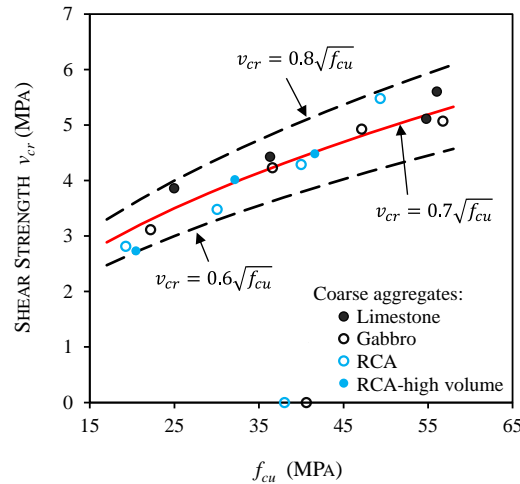 7
6
5
4
3
2
1
0
SHEAR STRENGTH v_cr (MPA)
v_cr = 0.8√f_cu
v_cr = 0.7√f_cu
v_cr = 0.6√f_cu
Coarse aggregates:
Limestone
Gabbro
RCA
RCA-high volume
15 25 35 45 55 65
f_cu (MPA)